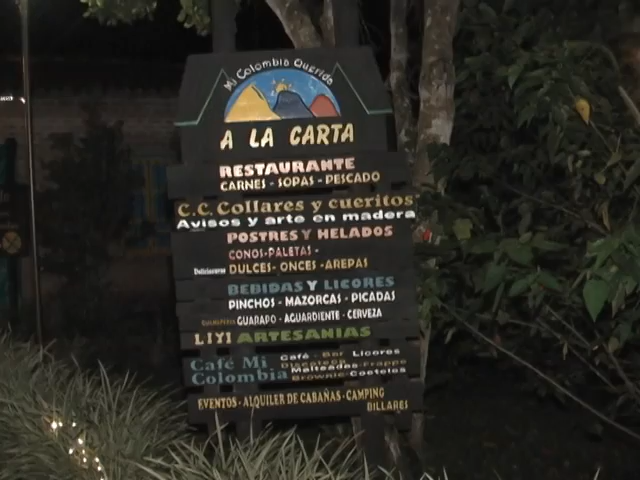 Mi Colombia Querida
A LA CARTA
RESTAURANTE
CARNES - SOPAS - PESCADO
C.C. Collares y cueritos
Avisos y arte en madera
POSTRES Y HELADOS
CONOS-PALETAS-
DULCES- ONCES -AREPAS
BEBIDAS Y LICORES
PINCHOS - MAZORCAS - PICADAS
GUARAPO - AGUARDIENTE - CERVEZA
LIYI ARTESANIAS
Café Mi Colombia
Café - Bar Licores
Malteadas-Frappe
Brownie-Cocteles
EVENTOS - ALQUILER DE CABAÑAS - CAMPING
BILLARES